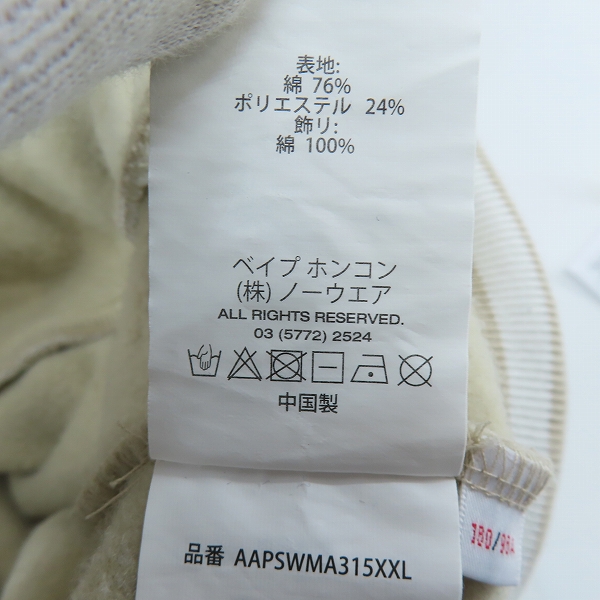 表地:
綿 76%
ポリエステル 24%
飾リ:
綿 100%
ベイプ ホンコン
(株) ノーウエア
ALL RIGHTS RESERVED.
03 (5772) 2524
中国製
品番 AAPSWMA315XXL